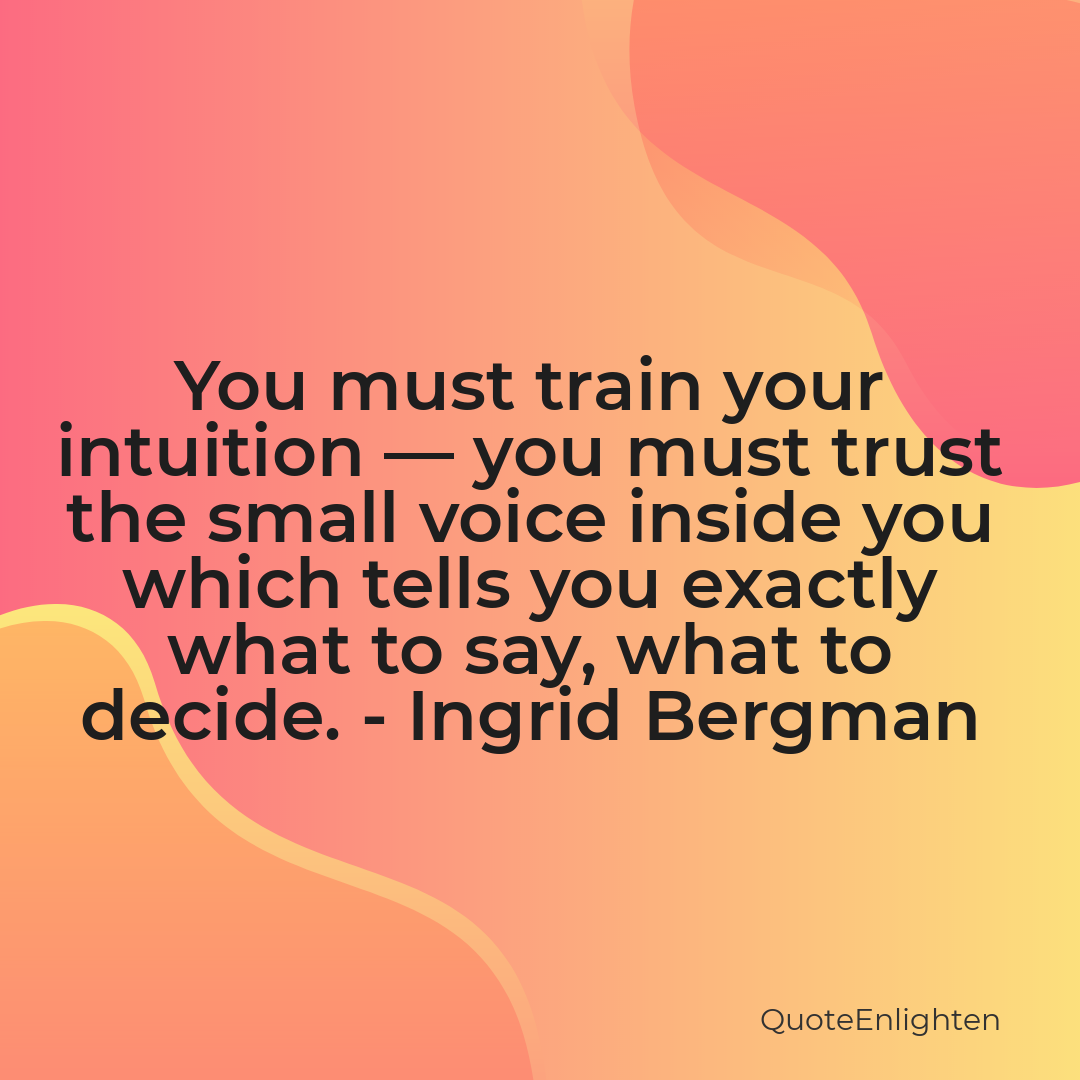 You must train your
intuition — you must trust
the small voice inside you
which tells you exactly
what to say, what to
decide. - Ingrid Bergman
QuoteEnlighten